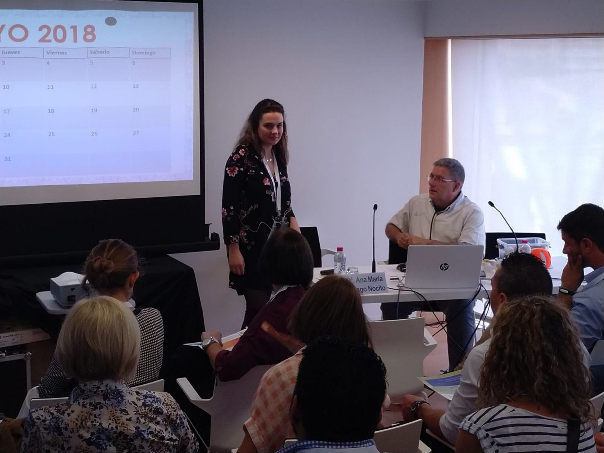 YO 2018
Jueves Viernes Sábado Domingo
3 4 5 6
10 11 12 13
17 18 19 20
24 25 26 27
31
hp
Ana María